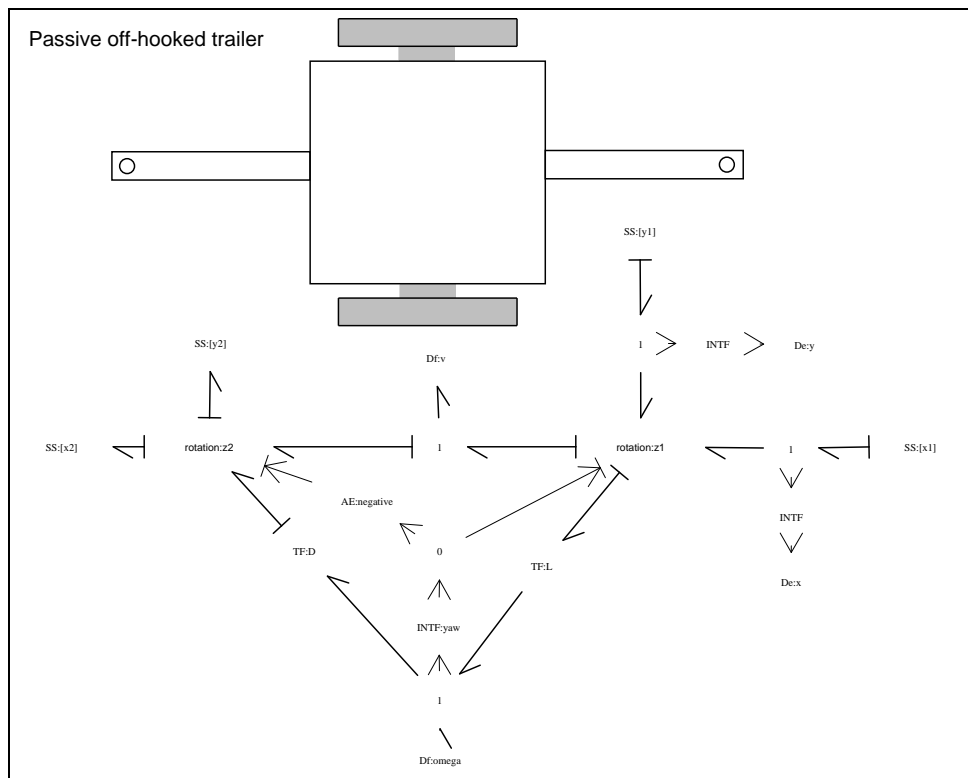 Passive off-hooked trailer
SS:[y1]
SS:[y2]
Df:v
1
INTF
De:y
SS:[x2]
rotation:z2
1
rotation:z1
1
SS:[x1]
AE:negative
INTF
TF:D
0
TF:L
De:x
INTF:yaw
1
Df:omega